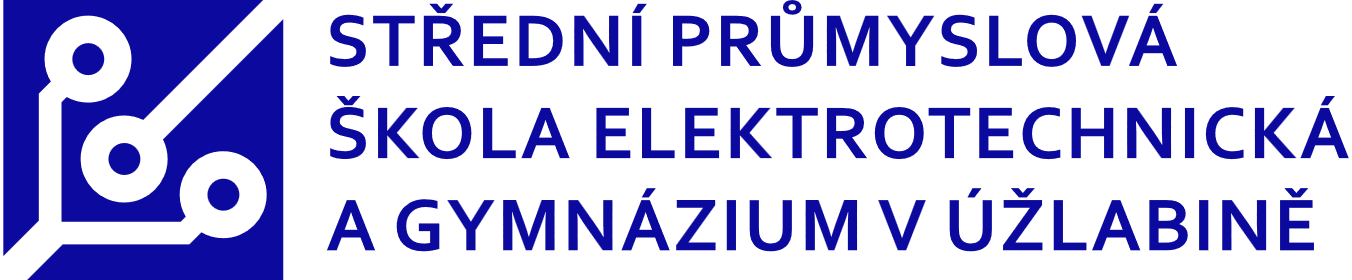 STŘEDNÍ PRŮMYSLOVÁ
ŠKOLA ELEKTROTECHNICKÁ
A GYMNÁZIUM V ÚŽLABINĚ